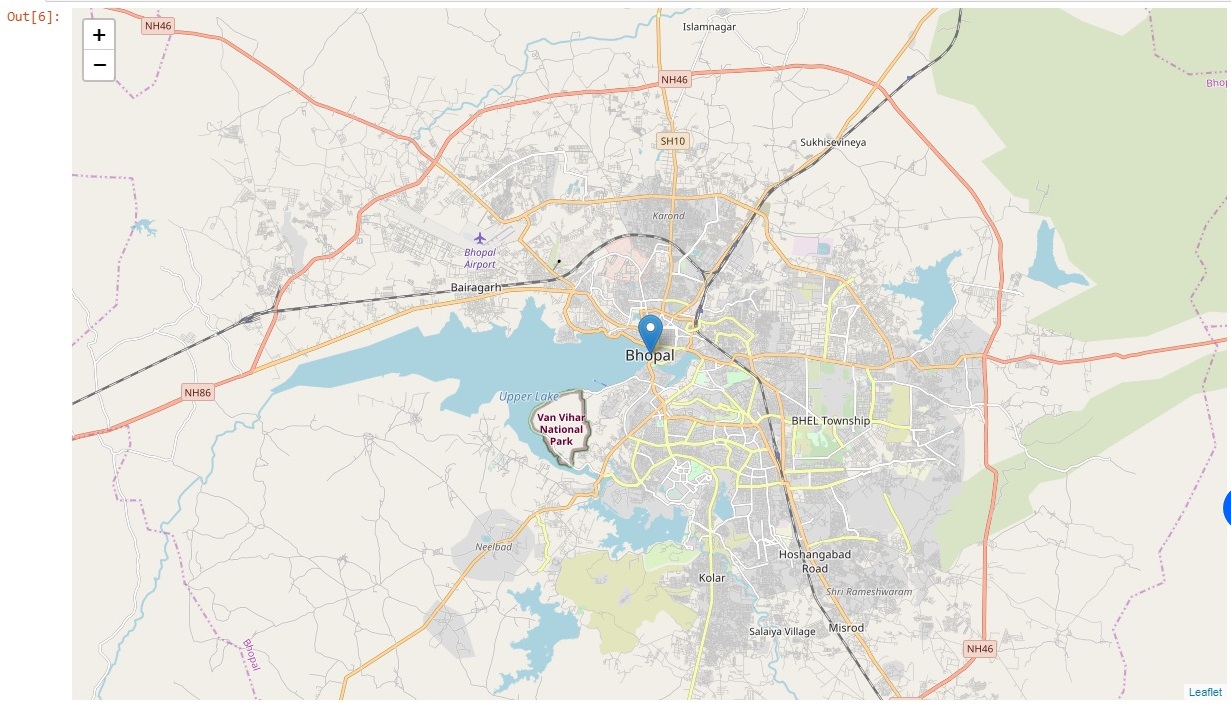 Out[6]:
+
−
NH46
Islamnagar
NH46
Bhop
SH10
Sukhisevineya
Karond
Bhopal
Airport
Bairagarh
Bhopal
NH86
Upper Lake
Van Vihar
National
Park
BHEL Township
Neelbad
Hoshangabad
Road
Kolar
Shri Rameshwaram
Salaiya Village
Misrod
Bhopal
NH46
Leaflet